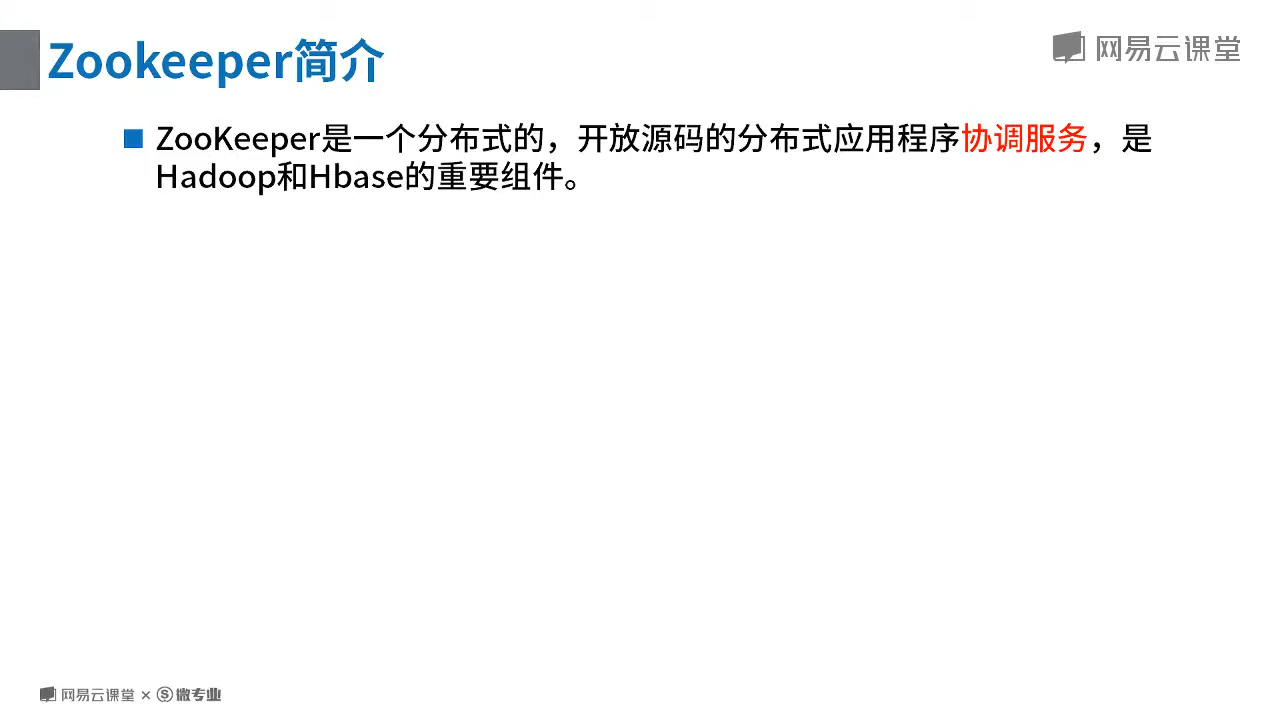 Zookeeper简介
网易云课堂
ZooKeeper是一个分布式的，开放源码的分布式应用程序协调服务，是
Hadoop和Hbase的重要组件。
网易云课堂 × 微专业